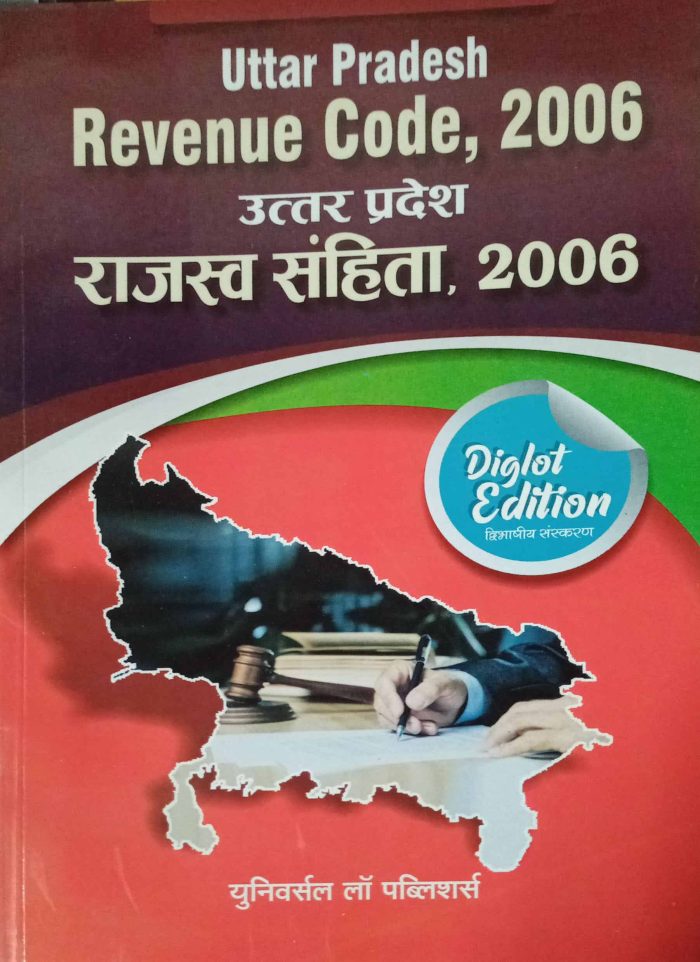 Uttar Pradesh
Revenue Code, 2006
उत्तर प्रदेश
राजस्व संहिता, 2006
Diglot
Edition
द्विभाषीय संस्करण
युनिवर्सल लॉ पब्लिशर्स